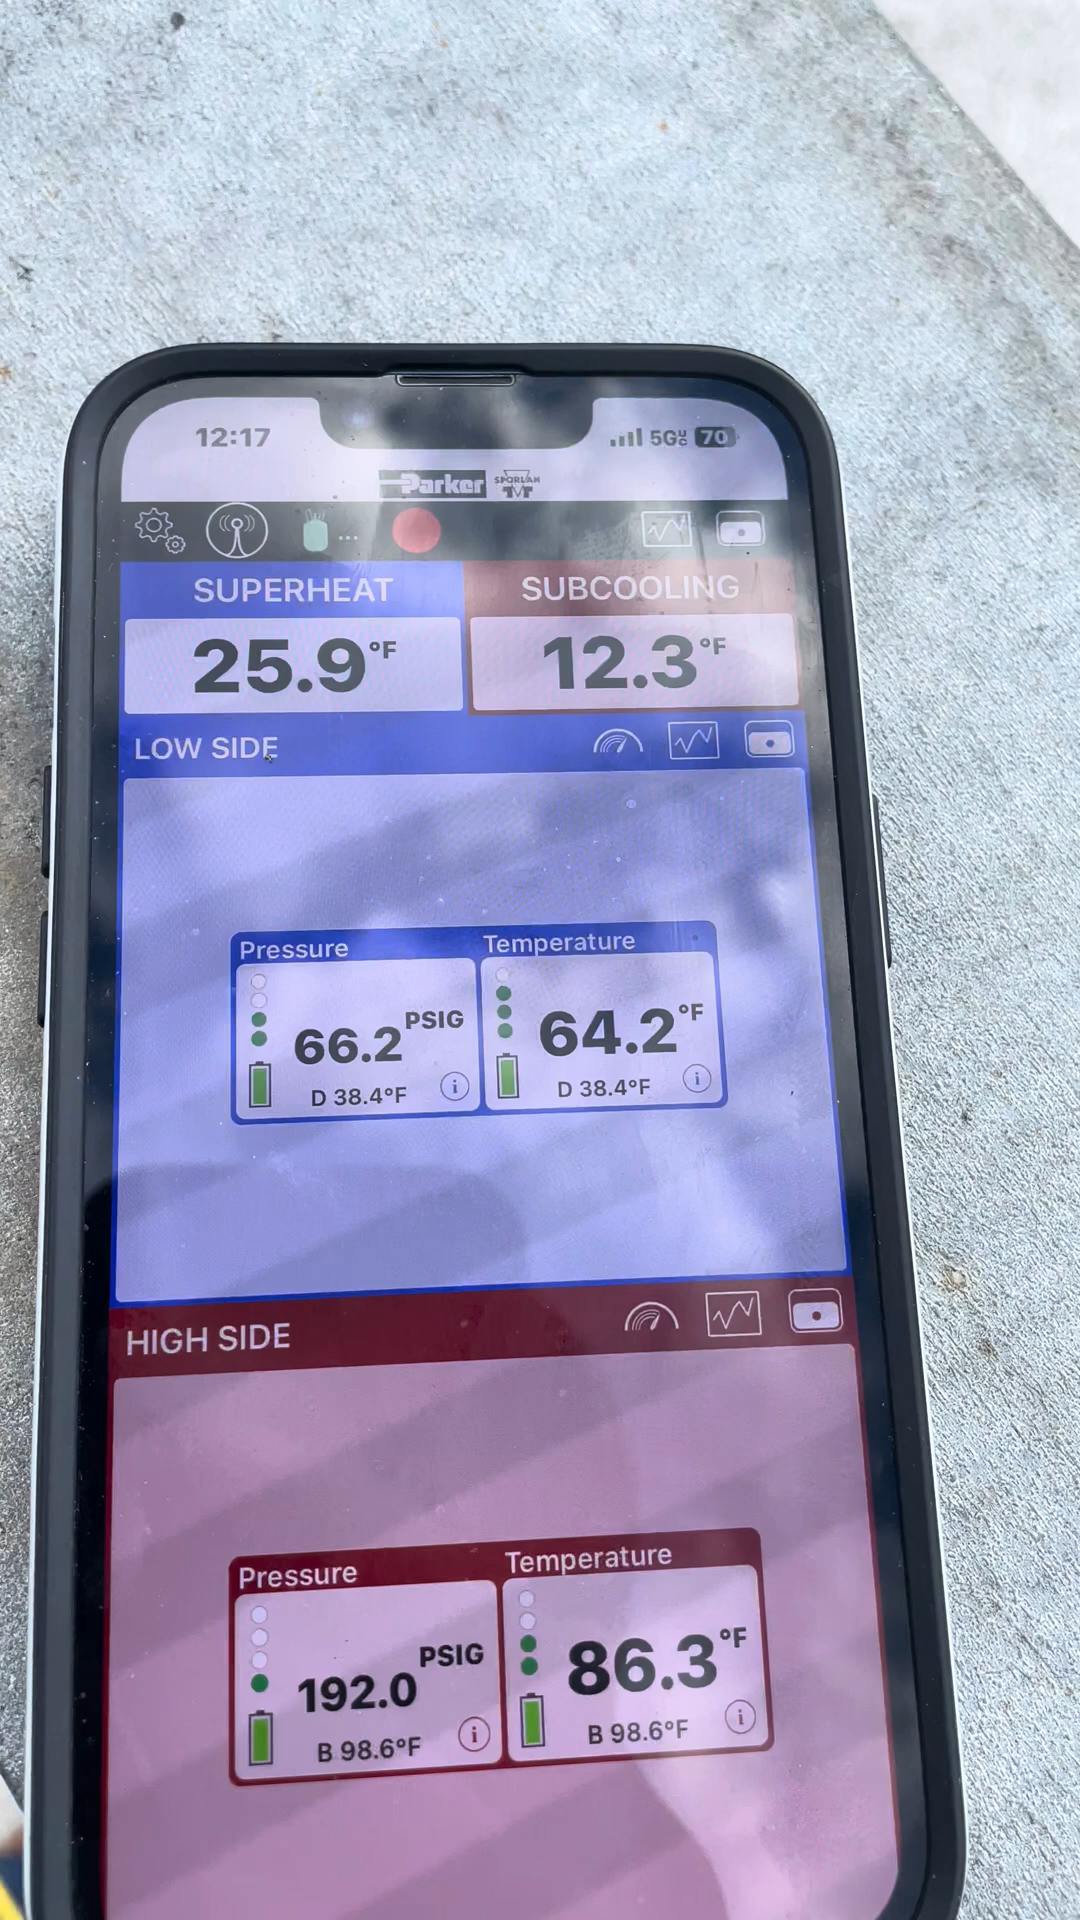 12:17
5G 70
Parker SPORLAN
...
SUPERHEAT SUBCOOLING
25.9°F 12.3°F
LOW SIDE
Pressure Temperature
66.2 PSIG 64.2°F
D 38.4°F i D 38.4°F i
HIGH SIDE
Pressure Temperature
192.0 PSIG 86.3°F
B 98.6°F i B 98.6°F i